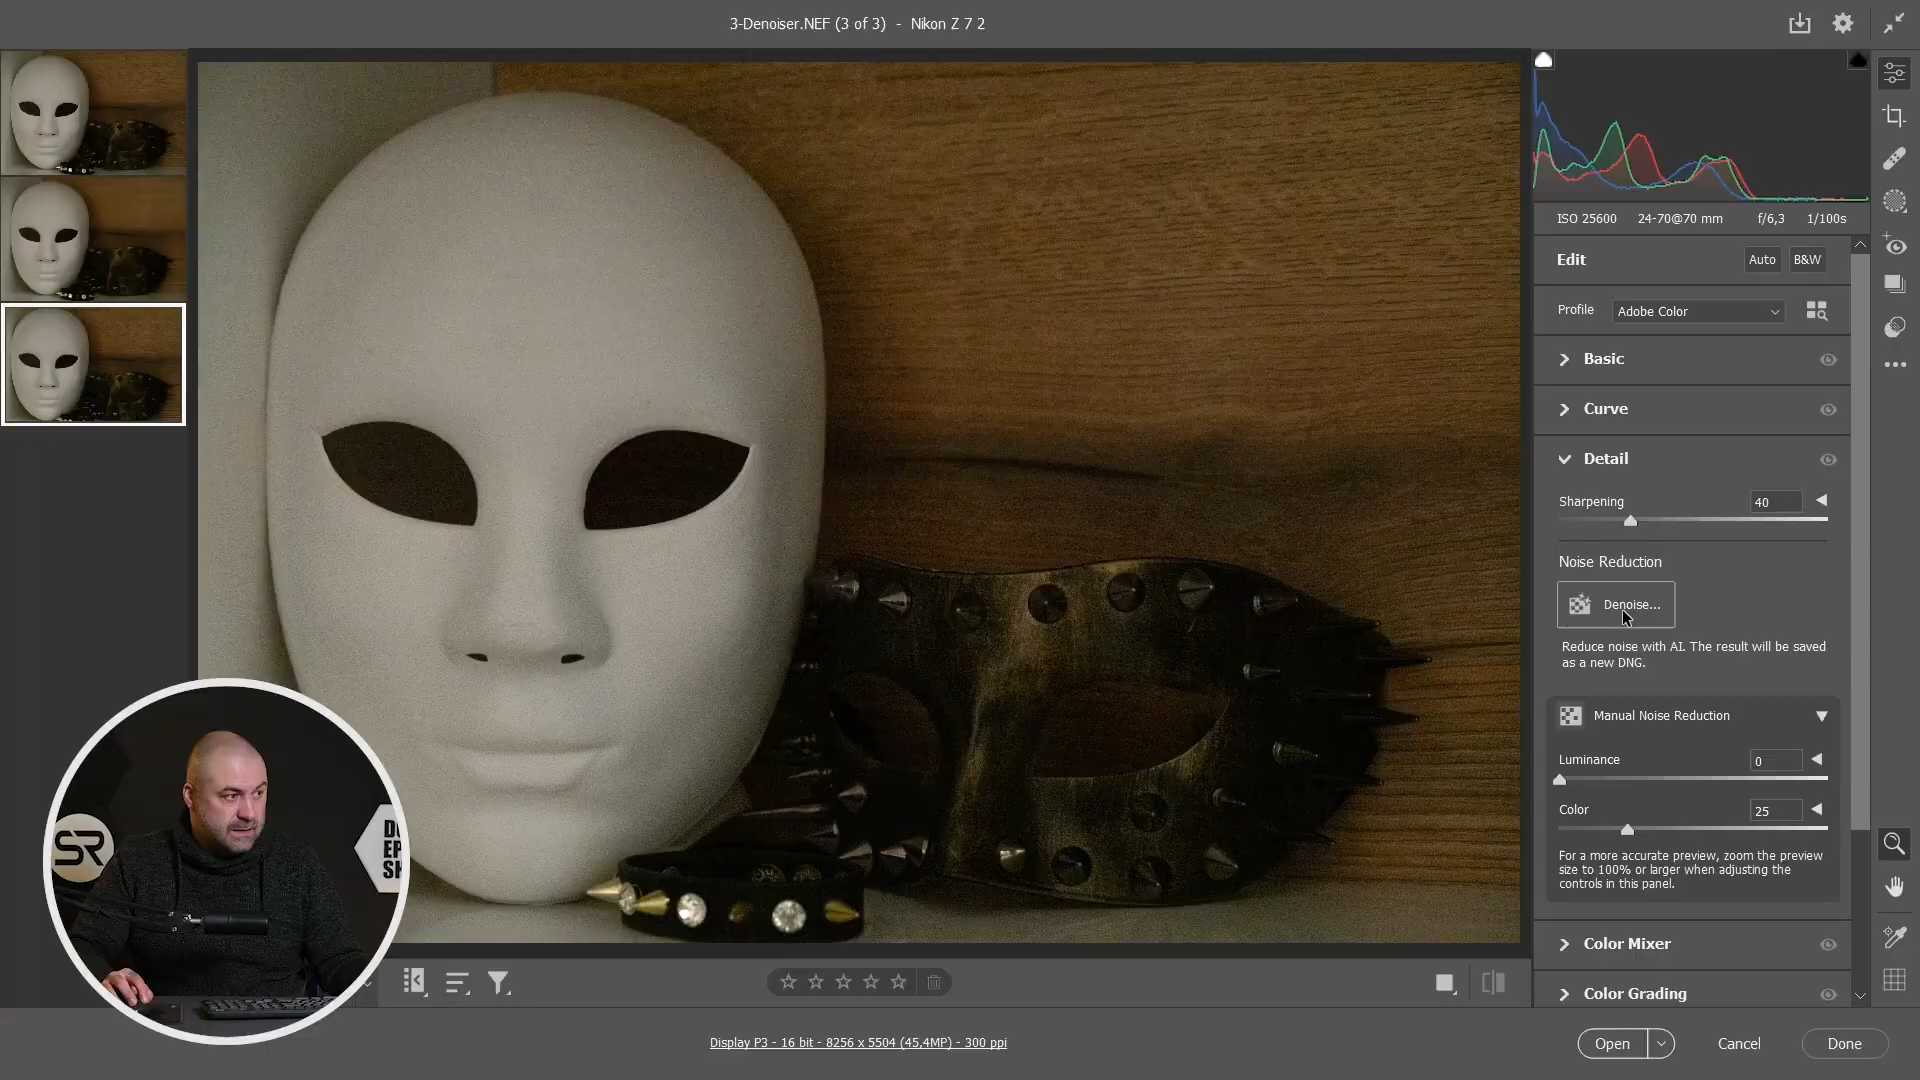 3-Denoiser.NEF (3 of 3) - Nikon Z 7 2
ISO 25600 24-70@70 mm f/6,3 1/100s
Edit Auto B&W
Profile Adobe Color
Basic
Curve
Detail
Sharpening 40
Noise Reduction
Denoise...
Reduce noise with AI. The result will be saved
as a new DNG.
Manual Noise Reduction
Luminance 0
Color 25
For a more accurate preview, zoom the preview
size to 100% or larger when adjusting the
controls in this panel.
Color Mixer
Color Grading
SR
Display P3 - 16 bit - 8256 x 5504 (45,4MP) - 300 ppi
Open Cancel Done